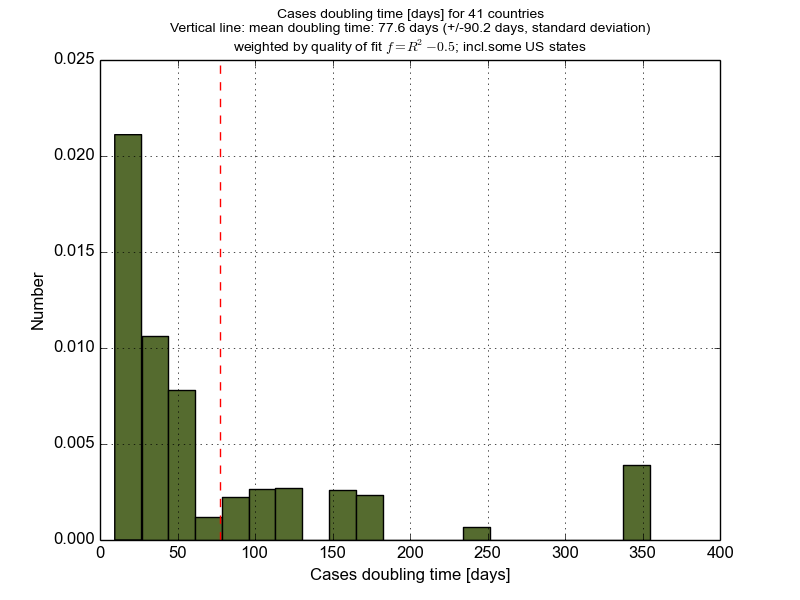 Cases doubling time [days] for 41 countries
Vertical line: mean doubling time: 77.6 days (+/-90.2 days, standard deviation)
weighted by quality of fit f = R² − 0.5; incl.some US states
0.025
0.020
0.015
0.010
0.005
0.000
Number
0 50 100 150 200 250 300 350 400
Cases doubling time [days]